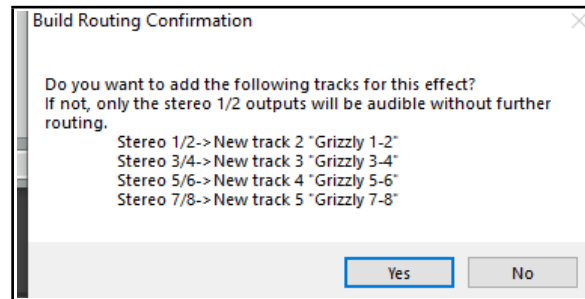 Build Routing Confirmation
Do you want to add the following tracks for this effect?
If not, only the stereo 1/2 outputs will be audible without further
routing.
Stereo 1/2->New track 2 "Grizzly 1-2"
Stereo 3/4->New track 3 "Grizzly 3-4"
Stereo 5/6->New track 4 "Grizzly 5-6"
Stereo 7/8->New track 5 "Grizzly 7-8"
Yes No